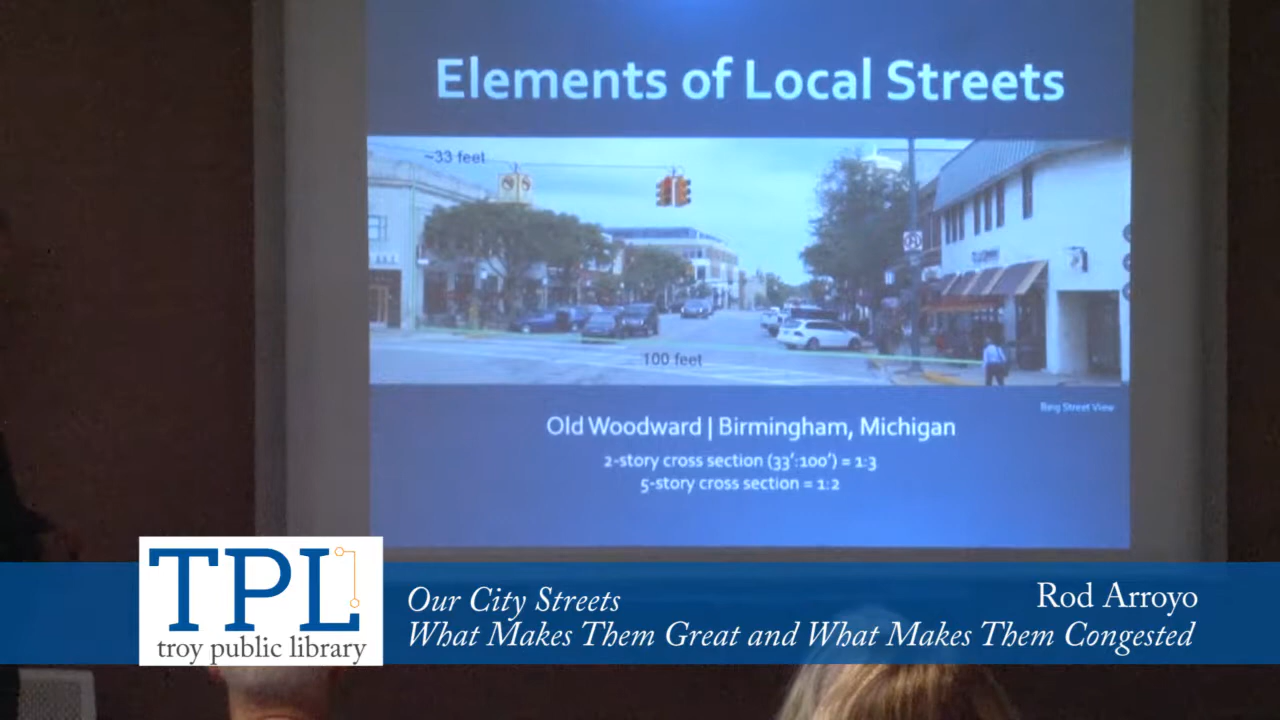 Elements of Local Streets
~33 feet
100 feet
Bing Street View
Old Woodward | Birmingham, Michigan
2-story cross section (33′:100′) = 1:3
5-story cross section = 1:2
TPL
troy public library
Our City Streets
Rod Arroyo
What Makes Them Great and What Makes Them Congested